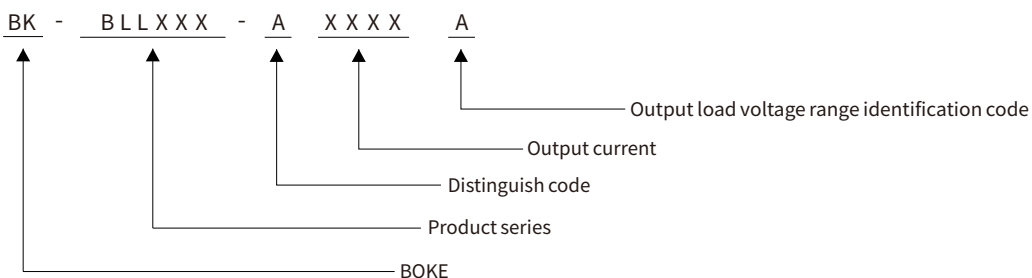 BK - BLLXXX - A XXXX A
Output load voltage range identification code
Output current
Distinguish code
Product series
BOKE